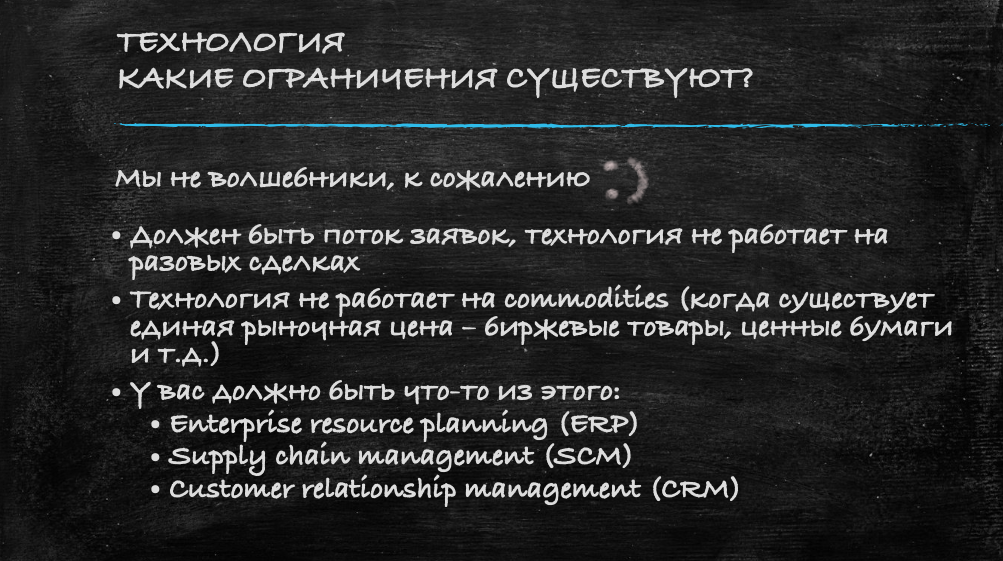 ТЕХНОЛОГИЯ
КАКИЕ ОГРАНИЧЕНИЯ СУЩЕСТВУЮТ?
Мы не волшебники, к сожалению :)
• Должен быть поток заявок, технология не работает на
разовых сделках
• Технология не работает на commodities (когда существует
единая рыночная цена – биржевые товары, ценные бумаги
и т.д.)
• У вас должно быть что-то из этого:
• Enterprise resource planning (ERP)
• Supply chain management (SCM)
• Customer relationship management (CRM)